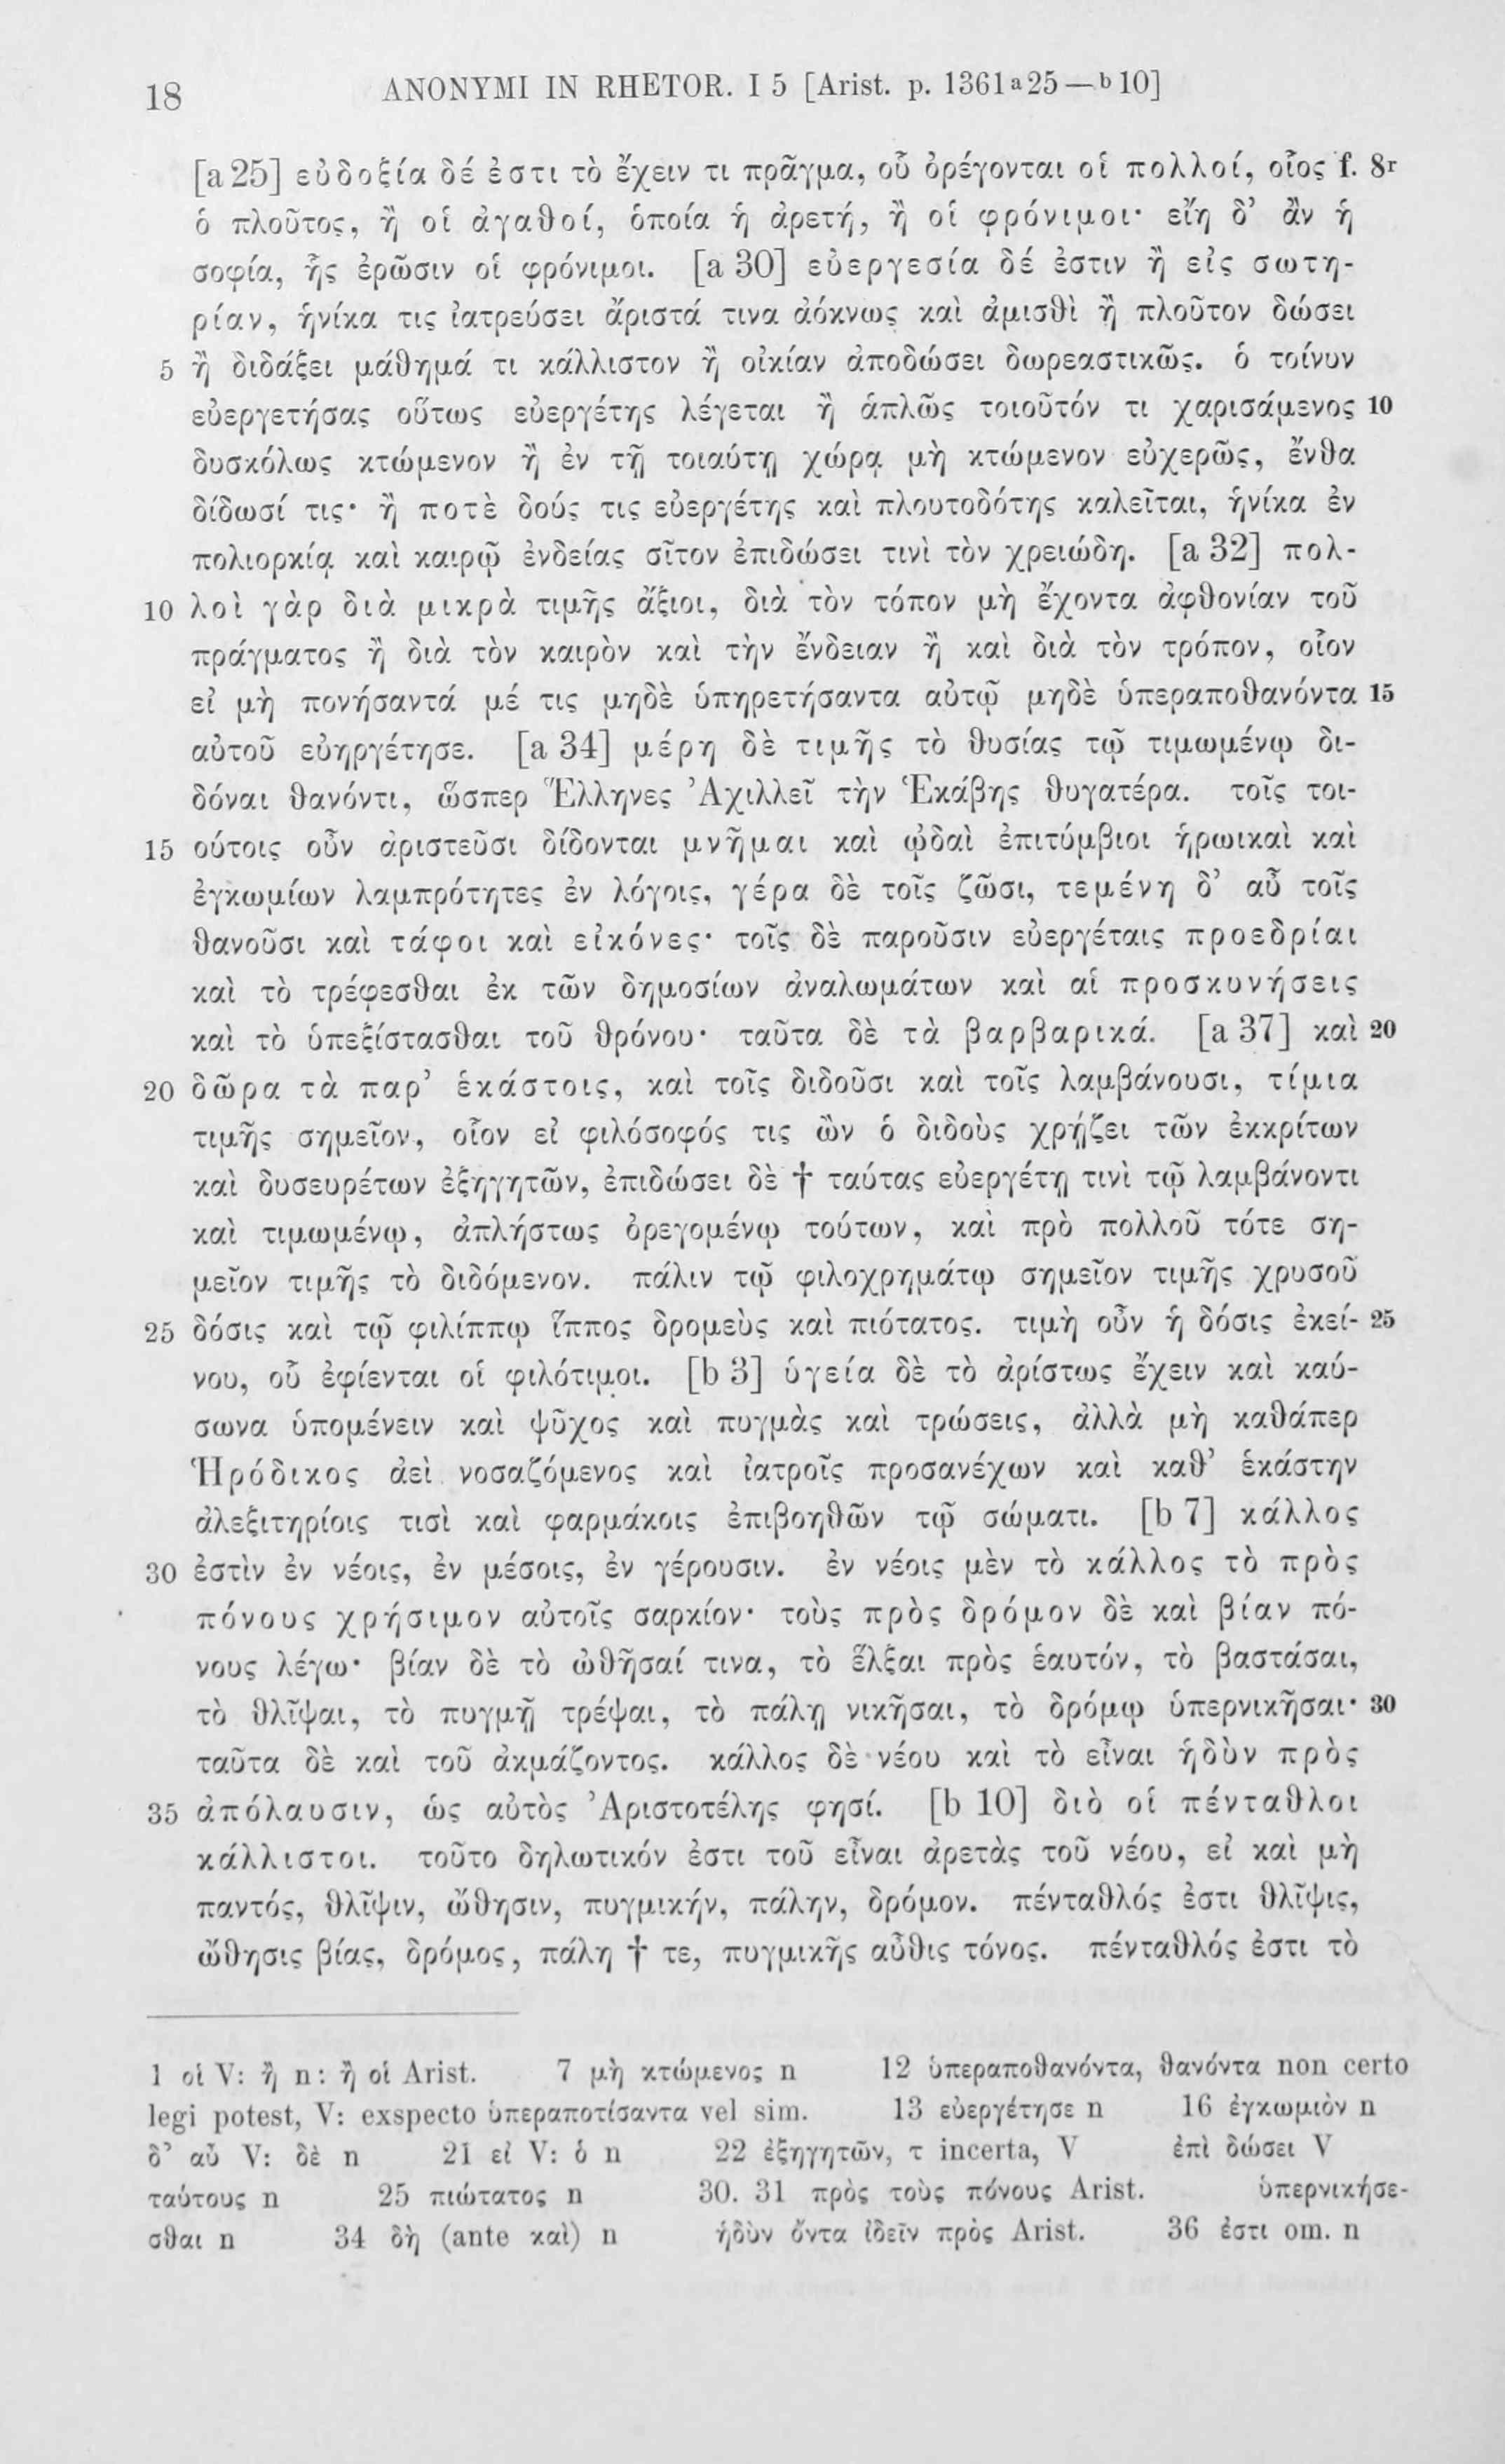 18 ANONYMI IN RHETOR. I 5 [Arist. p. 1361a25—b10]
[a 25] εὐδοξία δέ ἐστι τὸ ἔχειν τι πρᾶγμα, οὗ ὀρέγονται οἱ πολλοί, οἷος f. 8r
ὁ πλοῦτος, ἢ οἱ ἀγαθοί, ὁποία ἡ ἀρετή, ἢ οἱ φρόνιμοι· εἴη δ’ ἂν ἡ
σοφία, ἧς ἐρῶσιν οἱ φρόνιμοι. [a 30] εὐεργεσία δέ ἐστιν ἢ εἰς σωτη-
ρίαν, ἡνίκα τις ἰατρεύσει ἄριστά τινα ἀόκνως καὶ ἀμισθὶ ἢ πλοῦτον δώσει
5 ἢ διδάξει μάθημά τι κάλλιστον ἢ οἰκίαν ἀποδώσει δωρεαστικῶς. ὁ τοίνυν
εὐεργετήσας οὕτως εὐεργέτης λέγεται ἢ ἁπλῶς τοιοῦτόν τι χαρισάμενος 10
δυσκόλως κτώμενον ἢ ἐν τῇ τοιαύτῃ χώρᾳ μὴ κτώμενον εὐχερῶς, ἔνθα
δίδωσί τις· ἢ ποτὲ δούς τις εὐεργέτης καὶ πλουτοδότης καλεῖται, ἡνίκα ἐν
πολιορκίᾳ καὶ καιρῷ ἐνδείας σῖτον ἐπιδώσει τινὶ τὸν χρειώδη. [a 32] πολ-
10 λοὶ γὰρ διὰ μικρὰ τιμῆς ἄξιοι, διὰ τὸν τόπον μὴ ἔχοντα ἀφθονίαν τοῦ
πράγματος ἢ διὰ τὸν καιρὸν καὶ τὴν ἔνδειαν ἢ καὶ διὰ τὸν τρόπον, οἷον
εἰ μὴ πονήσαντά μέ τις μηδὲ ὑπηρετήσαντα αὐτῷ μηδὲ ὑπεραποθανόντα 15
αὐτοῦ εὐηργέτησε. [a 34] μέρη δὲ τιμῆς τὸ θυσίας τῷ τιμωμένῳ δι-
δόναι θανόντι, ὥσπερ Ἕλληνες Ἀχιλλεῖ τὴν Ἑκάβης θυγατέρα. τοῖς τοι-
15 ούτοις οὖν ἀριστεῦσι δίδονται μνῆμαι καὶ ᾠδαὶ ἐπιτύμβιοι ἡρωικαὶ καὶ
ἐγκωμίων λαμπρότητες ἐν λόγοις, γέρα δὲ τοῖς ζῶσι, τεμένη δ’ αὖ τοῖς
θανοῦσι καὶ τάφοι καὶ εἰκόνες· τοῖς δὲ παροῦσιν εὐεργέταις προεδρίαι
καὶ τὸ τρέφεσθαι ἐκ τῶν δημοσίων ἀναλωμάτων καὶ αἱ προσκυνήσεις
καὶ τὸ ὑπεξίστασθαι τοῦ θρόνου· ταῦτα δὲ τὰ βαρβαρικά. [a 37] καὶ 20
20 δῶρα τὰ παρ’ ἑκάστοις, καὶ τοῖς διδοῦσι καὶ τοῖς λαμβάνουσι, τίμια
τιμῆς σημεῖον, οἷον εἰ φιλόσοφός τις ὢν ὁ διδοὺς χρῄζει τῶν ἐκκρίτων
καὶ δυσευρέτων ἐξηγητῶν, ἐπιδώσει δὲ † ταύτας εὐεργέτῃ τινὶ τῷ λαμβάνοντι
καὶ τιμωμένῳ, ἀπλήστως ὀρεγομένῳ τούτων, καὶ πρὸ πολλοῦ τότε ση-
μεῖον τιμῆς τὸ διδόμενον. πάλιν τῷ φιλοχρημάτῳ σημεῖον τιμῆς χρυσοῦ
25 δόσις καὶ τῷ φιλίππῳ ἵππος δρομεὺς καὶ πιότατος. τιμὴ οὖν ἡ δόσις ἐκεί- 25
νου, οὗ ἐφίενται οἱ φιλότιμοι. [b 3] ὑγεία δὲ τὸ ἀρίστως ἔχειν καὶ καύ-
σωνα ὑπομένειν καὶ ψῦχος καὶ πυγμὰς καὶ τρώσεις, ἀλλὰ μὴ καθάπερ
Ἡρόδικος ἀεὶ νοσαζόμενος καὶ ἰατροῖς προσανέχων καὶ καθ’ ἑκάστην
ἀλεξιτηρίοις τισὶ καὶ φαρμάκοις ἐπιβοηθῶν τῷ σώματι. [b 7] κάλλος
30 ἐστὶν ἐν νέοις, ἐν μέσοις, ἐν γέρουσιν. ἐν νέοις μὲν τὸ κάλλος τὸ πρὸς
πόνους χρήσιμον αὐτοῖς σαρκίον· τοὺς πρὸς δρόμον δὲ καὶ βίαν πό-
νους λέγω· βίαν δὲ τὸ ὠθῆσαί τινα, τὸ ἕλξαι πρὸς ἑαυτόν, τὸ βαστάσαι,
τὸ θλῖψαι, τὸ πυγμῇ τρέψαι, τὸ πάλῃ νικῆσαι, τὸ δρόμῳ ὑπερνικῆσαι· 30
ταῦτα δὲ καὶ τοῦ ἀκμάζοντος. κάλλος δὲ νέου καὶ τὸ εἶναι ἡδὺν πρὸς
35 ἀπόλαυσιν, ὡς αὐτὸς Ἀριστοτέλης φησί. [b 10] διὸ οἱ πένταθλοι
κάλλιστοι. τοῦτο δηλωτικόν ἐστι τοῦ εἶναι ἀρετὰς τοῦ νέου, εἰ καὶ μὴ
παντός, θλῖψιν, ὤθησιν, πυγμικήν, πάλην, δρόμον. πένταθλός ἐστι θλῖψις,
ὤθησις βίας, δρόμος, πάλη † τε, πυγμικῆς αὖθις τόνος. πένταθλός ἐστι τὸ
1 οἱ V: ἢ n: ἢ οἱ Arist. 7 μὴ κτώμενος n 12 ὑπεραποθανόντα, θανόντα non certo
legi potest, V: exspecto ὑπεραποτίσαντα vel sim. 13 εὐεργέτησε n 16 ἐγκωμιὸν n
δ’ αὖ V: δὲ n 21 εἰ V: ὁ n 22 ἐξηγητῶν, τ incerta, V ἐπὶ δώσει V
ταύτους n 25 πιώτατος n 30. 31 πρὸς τοὺς πόνους Arist. ὑπερνικήσε-
σθαι n 34 δὴ (ante καὶ) n ἡδὺν ὄντα ἰδεῖν πρὸς Arist. 36 ἐστι om. n